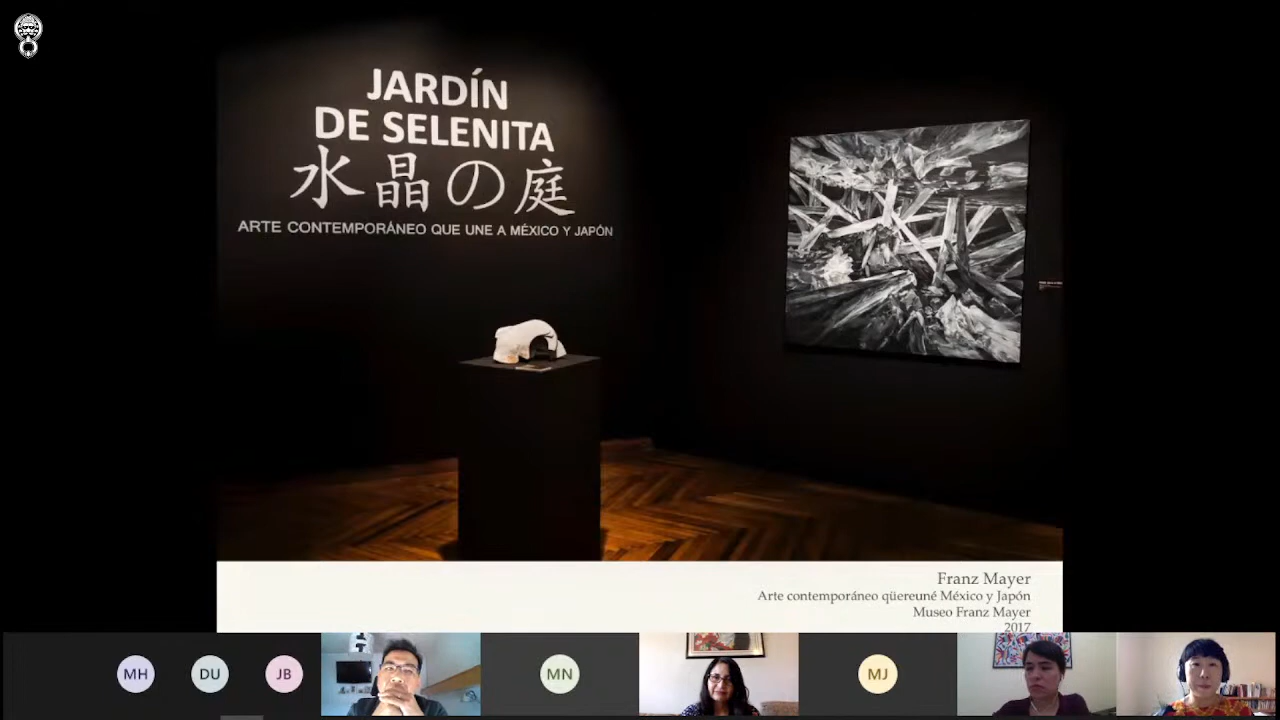 JARDÍN
DE SELENITA
水晶の庭
ARTE CONTEMPORÁNEO QUE UNE A MÉXICO Y JAPÓN
Franz Mayer
Arte contemporáneo qüereuné México y Japón
Museo Franz Mayer
2017
MH
DU
JB
MN
MJ